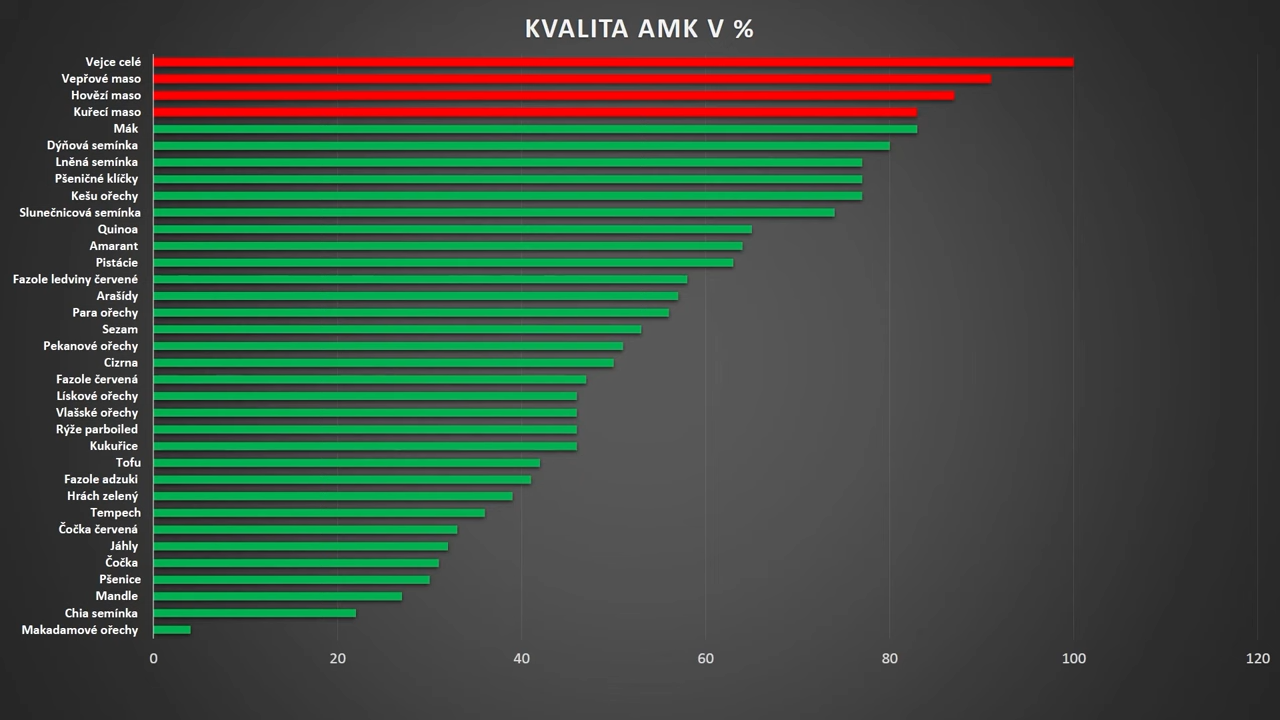 KVALITA AMK V %
Vejce celé
Vepřové maso
Hovězí maso
Kuřecí maso
Mák
Dýňová semínka
Lněná semínka
Pšeničné klíčky
Kešu ořechy
Slunečnicová semínka
Quinoa
Amarant
Pistácie
Fazole ledviny červené
Arašídy
Para ořechy
Sezam
Pekanové ořechy
Cizrna
Fazole červená
Lískové ořechy
Vlašské ořechy
Rýže parboiled
Kukuřice
Tofu
Fazole adzuki
Hrách zelený
Tempech
Čočka červená
Jáhly
Čočka
Pšenice
Mandle
Chia semínka
Makadamové ořechy
0 20 40 60 80 100 120